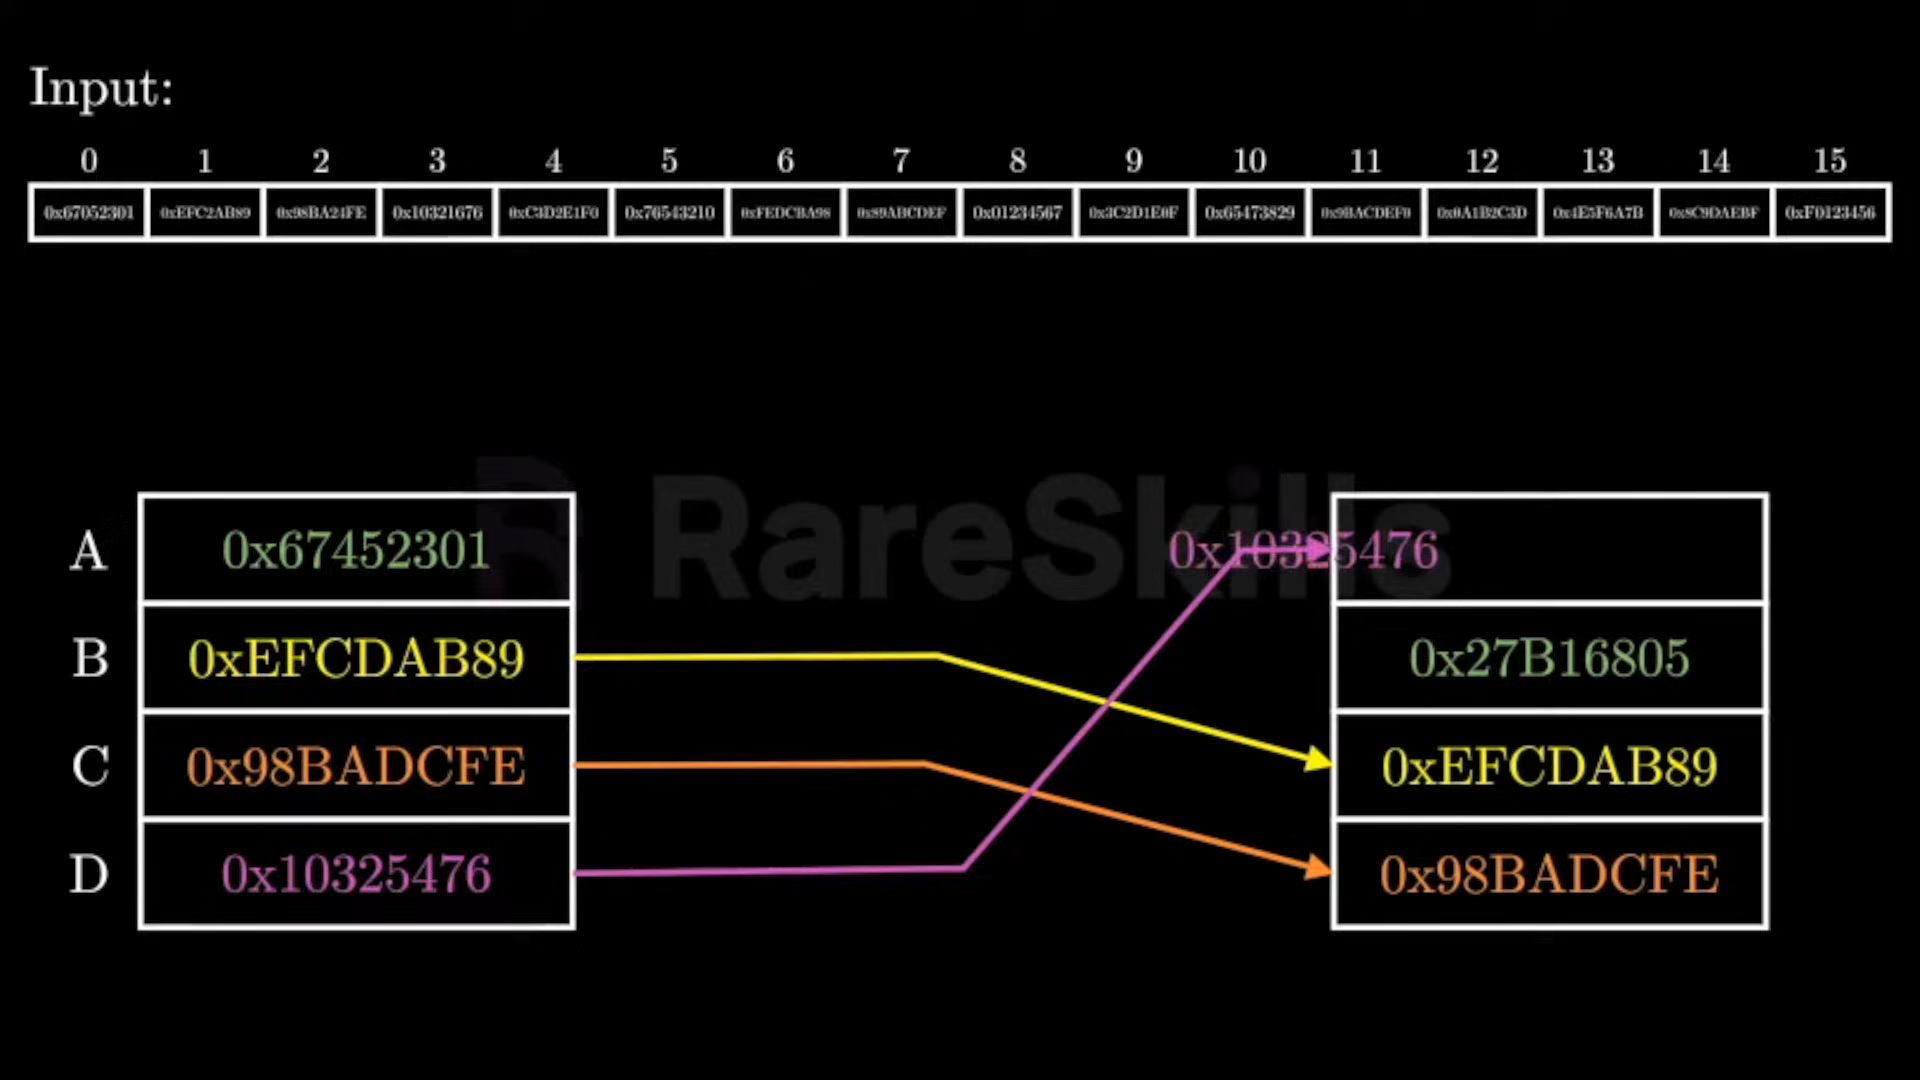 Input:
0 1 2 3 4 5 6 7 8 9 10 11 12 13 14 15
0x67052301 0xEFC2AB89 0x98BA24FE 0x10321676 0xC3D2E1F0 0x76543210 0xFEDCBA98 0x89ABCDEF 0x01234567 0x3C2D1E0F 0x65473829 0x9BACDEF0 0x0A1B2C3D 0x4E5F6A7B 0x8C9DAEBF 0xF0123456
RareSkills
A 0x67452301 0x10325476
B 0xEFCDAB89 0x27B16805
C 0x98BADCFE 0xEFCDAB89
D 0x10325476 0x98BADCFE